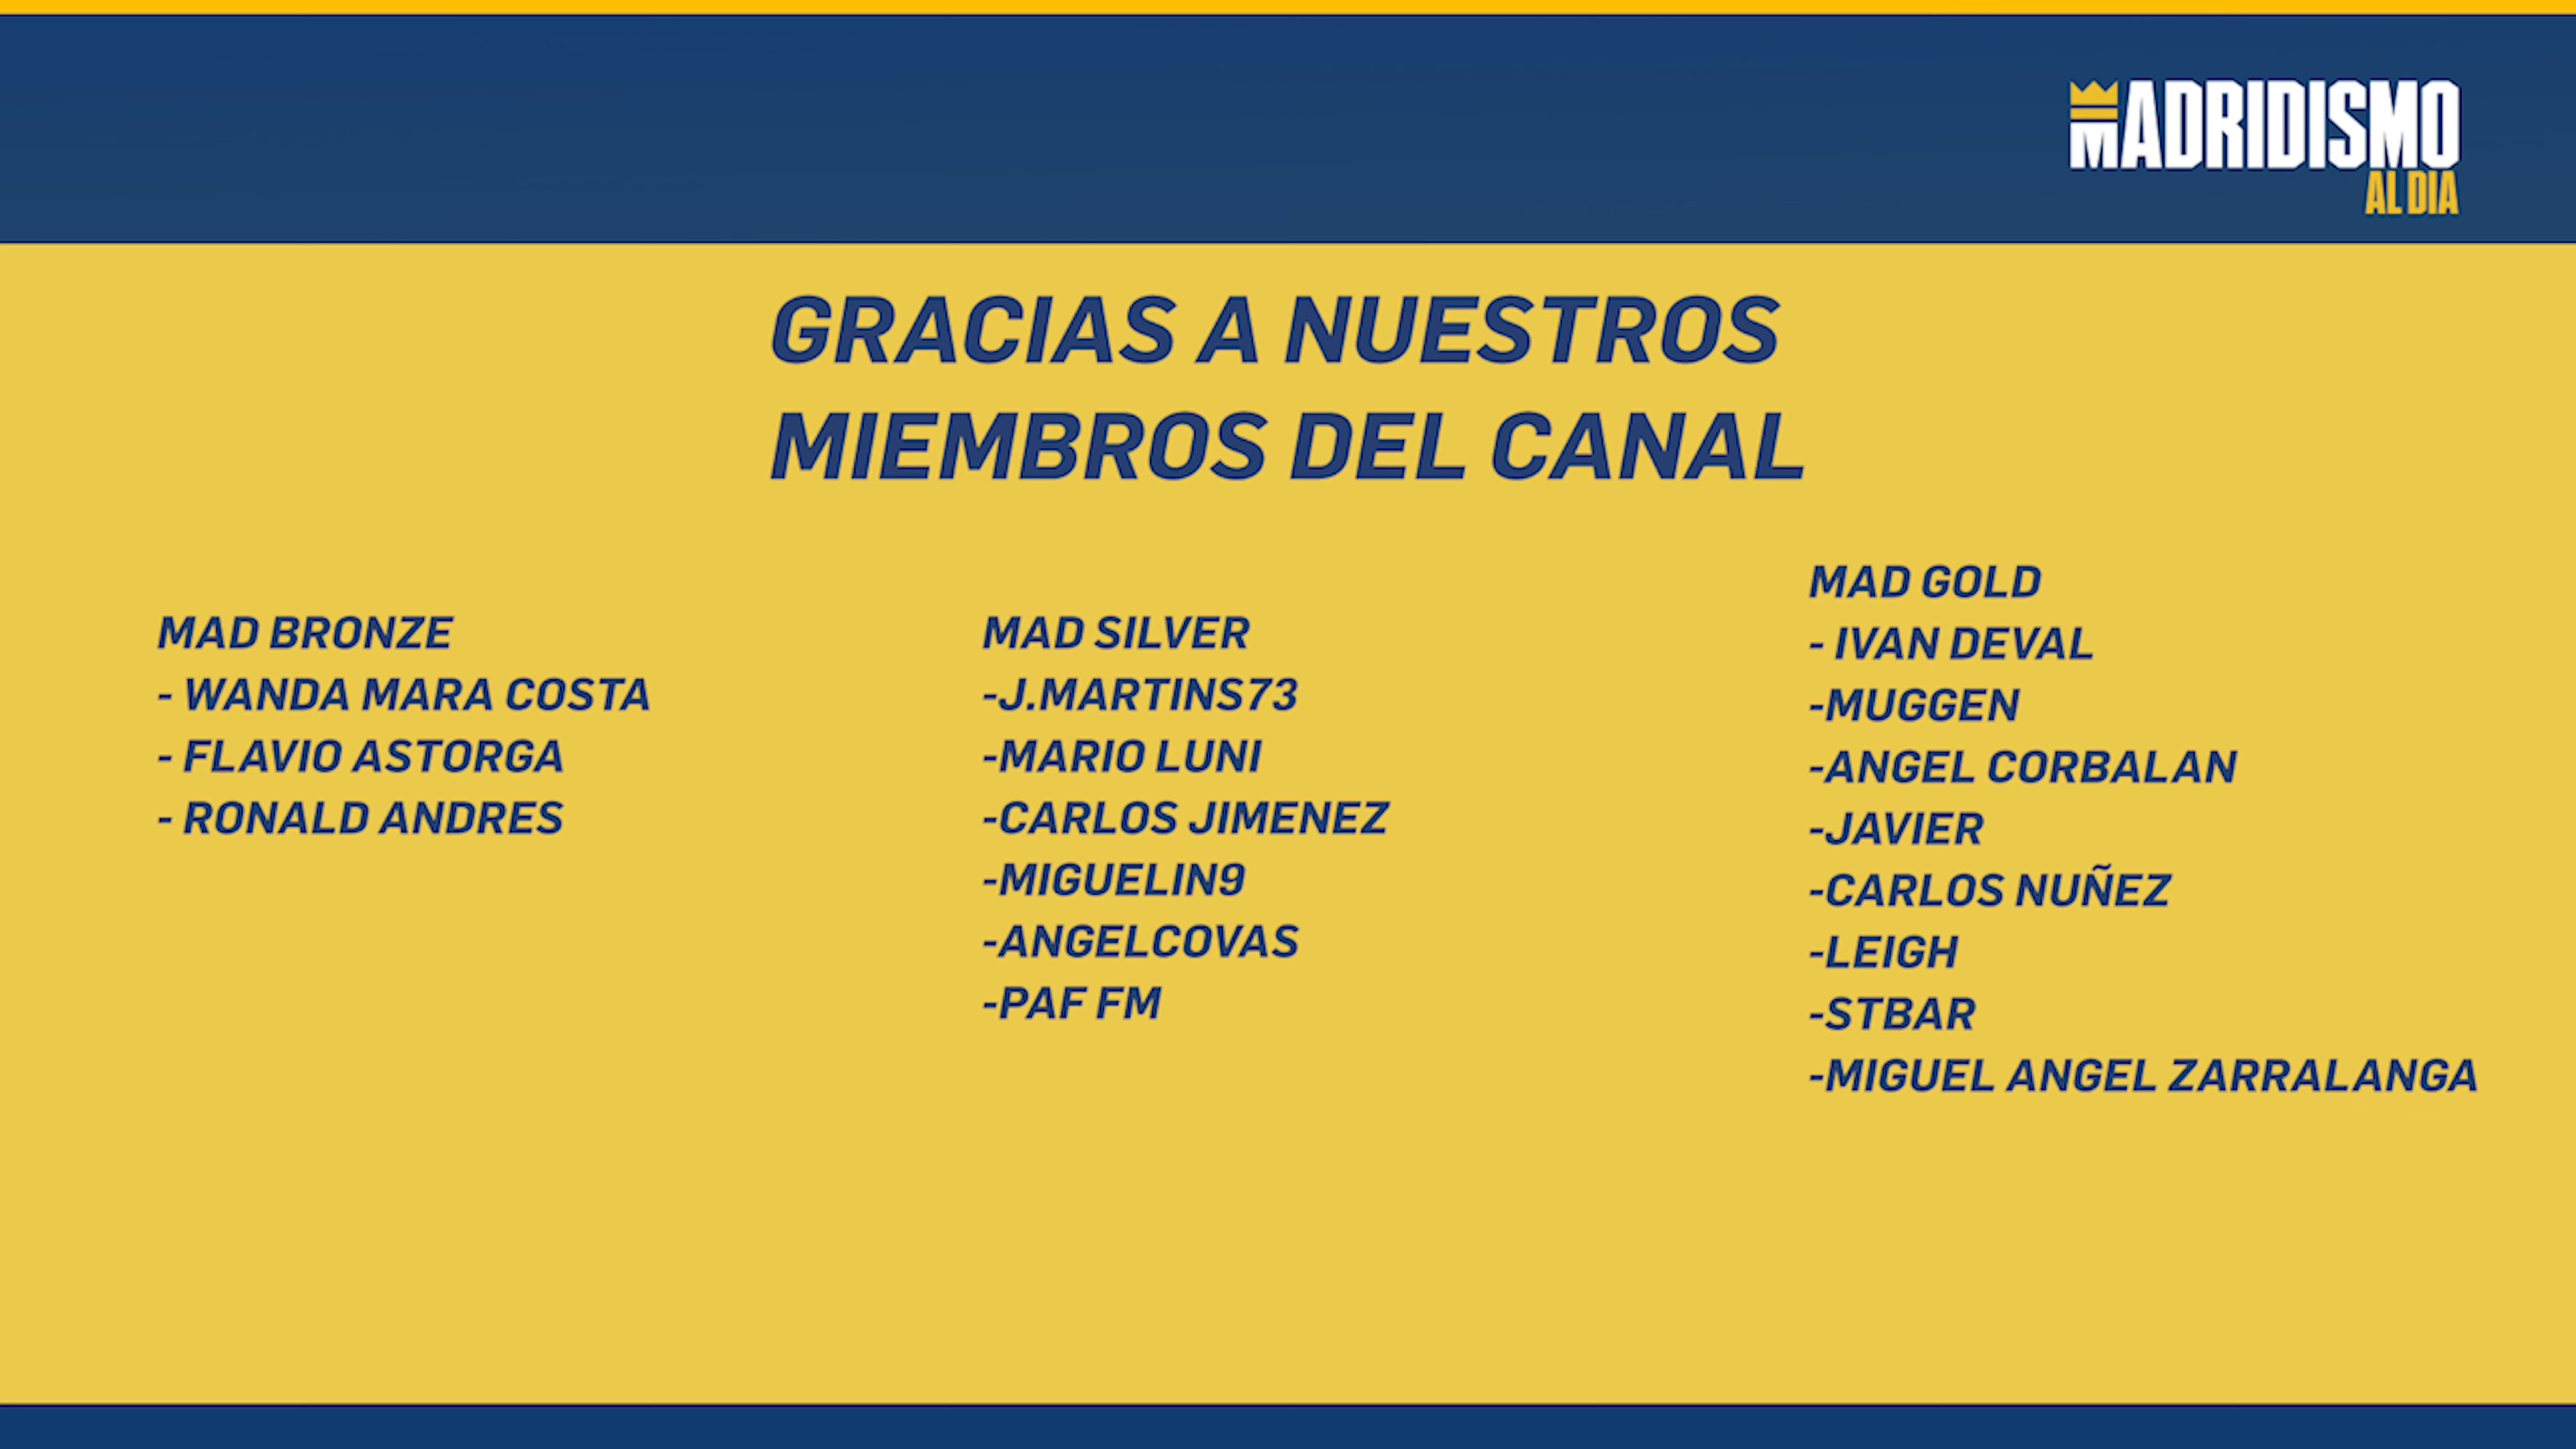 MADRIDISMO
AL DIA
GRACIAS A NUESTROS
MIEMBROS DEL CANAL
MAD BRONZE
- WANDA MARA COSTA
- FLAVIO ASTORGA
- RONALD ANDRES
MAD SILVER
-J.MARTINS73
-MARIO LUNI
-CARLOS JIMENEZ
-MIGUELIN9
-ANGELCOVAS
-PAF FM
MAD GOLD
- IVAN DEVAL
-MUGGEN
-ANGEL CORBALAN
-JAVIER
-CARLOS NUÑEZ
-LEIGH
-STBAR
-MIGUEL ANGEL ZARRALANGA